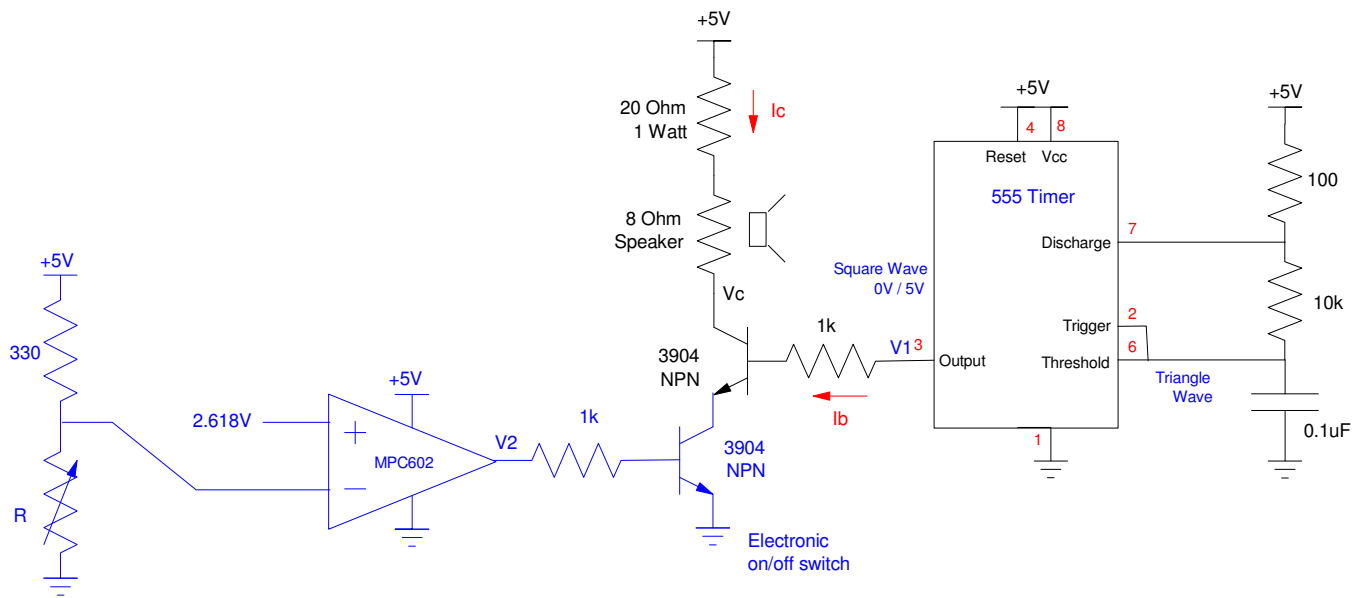 +5V
20 Ohm
1 Watt
Ic
8 Ohm
Speaker
Vc
+5V
4
8
Reset
Vcc
555 Timer
+5V
100
Discharge
7
10k
Square Wave
0V / 5V
Trigger
2
Threshold
6
Triangle
Wave
0.1uF
V1
3
Output
1k
Ib
1
3904
NPN
+5V
330
R
2.618V
+5V
+
MPC602
−
V2
1k
3904
NPN
Electronic
on/off switch